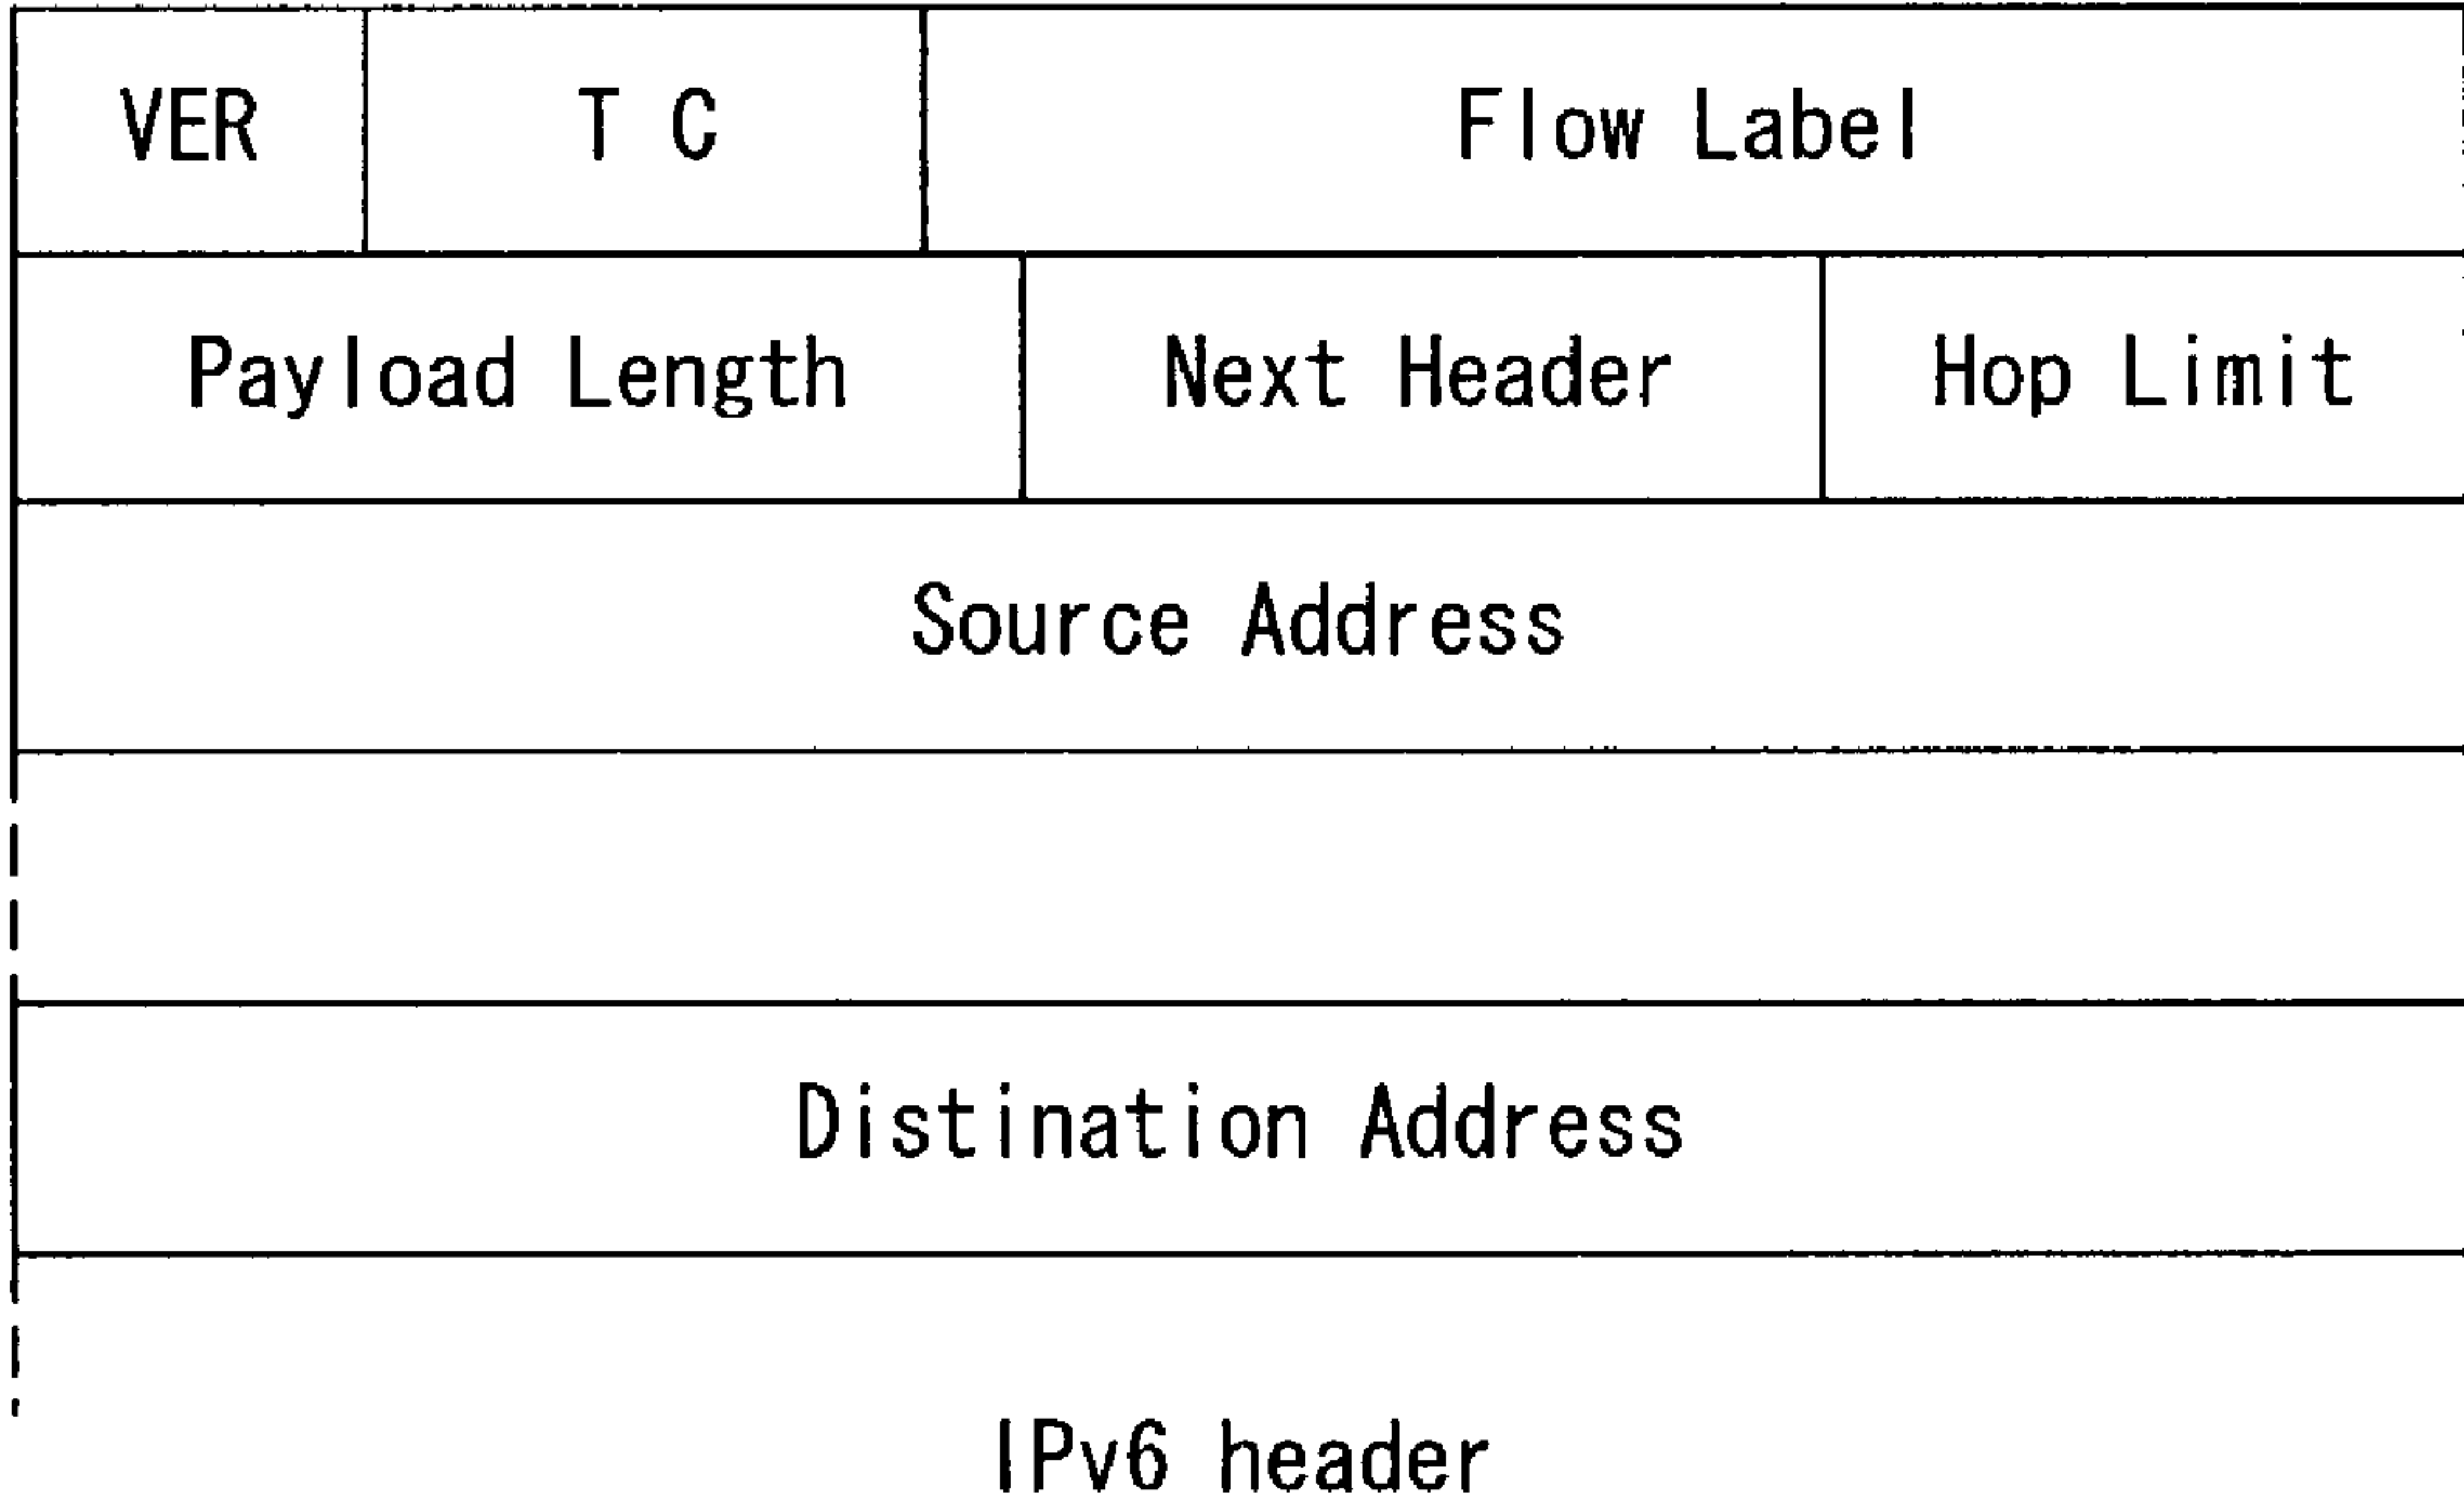 VER T C Flow Label
Payload Length Next Header Hop Limit
Source Address
Distination Address
IPv6 header